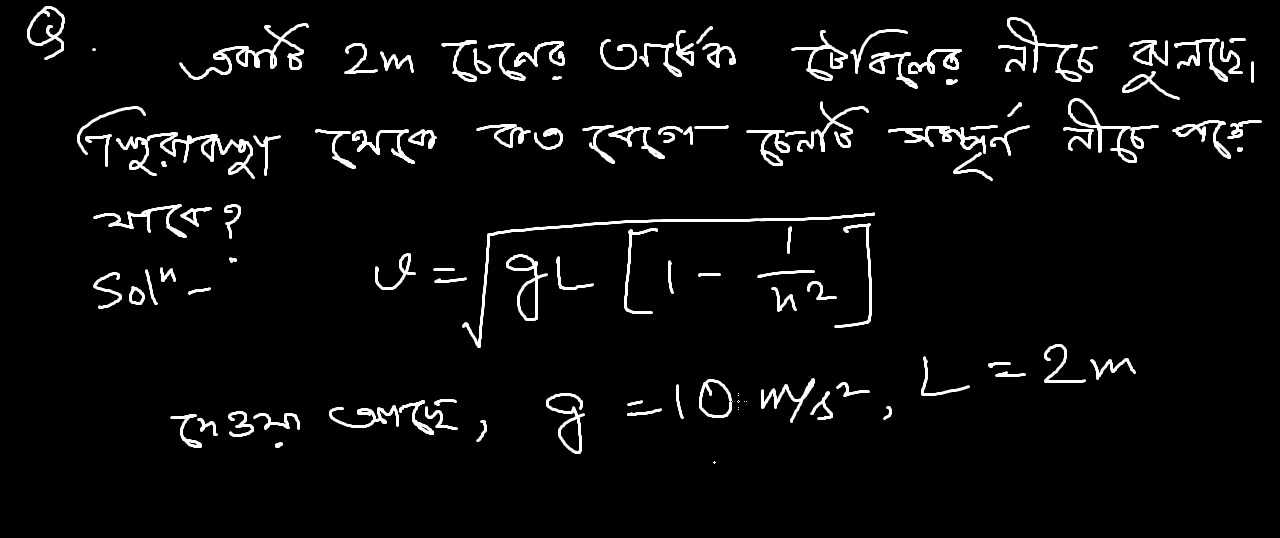 Q. একটি 2m চেনের অর্ধেক টেবিলের নীচে ঝুলছে।
স্থিরাবস্থা থেকে কত বেগে চেনটি সম্পূর্ন নীচে পড়ে
যাবে?
Solⁿ - v = √(gL [1 - 1/n²])
দেওয়া আছে, g = 10 m/s², L = 2m